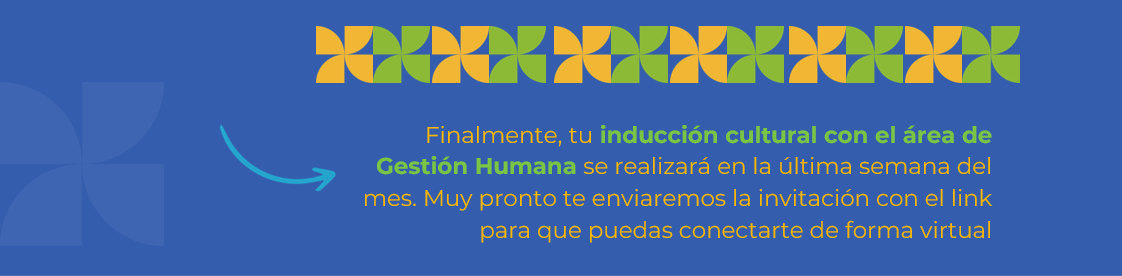 Finalmente, tu inducción cultural con el área de
Gestión Humana se realizará en la última semana del
mes. Muy pronto te enviaremos la invitación con el link
para que puedas conectarte de forma virtual